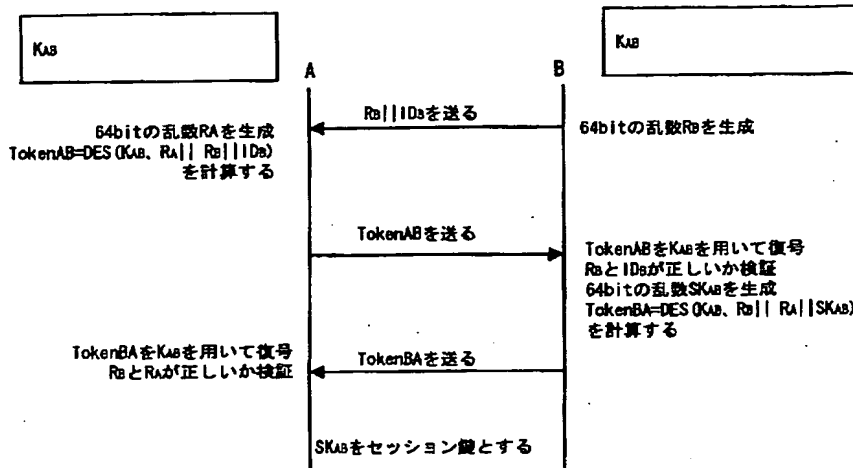 KAB
KAB
A
B
RB||IDBを送る
64bitの乱数RBを生成
64bitの乱数RAを生成
TokenAB=DES(KAB、RA||RB||IDB)
を計算する
TokenABを送る
TokenABをKABを用いて復号
RBとIDBが正しいか検証
64bitの乱数SKABを生成
TokenBA=DES(KAB、RB||RA||SKAB)
を計算する
TokenBAをKABを用いて復号
RBとRAが正しいか検証
TokenBAを送る
SKABをセッション鍵とする